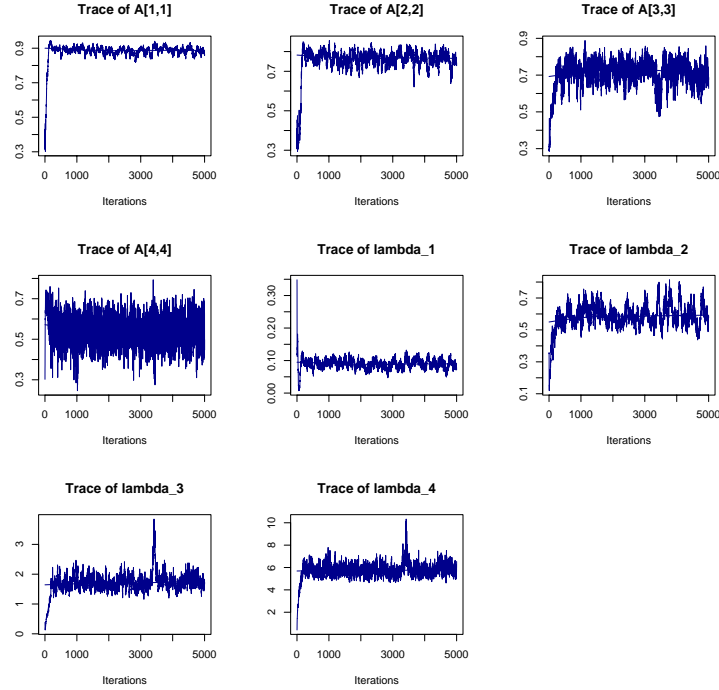 Trace of A[1,1]
0.3 0.5 0.7 0.9
0 1000 3000 5000
Iterations
Trace of A[2,2]
0.3 0.5 0.7
0 1000 3000 5000
Iterations
Trace of A[3,3]
0.3 0.5 0.7 0.9
0 1000 3000 5000
Iterations
Trace of A[4,4]
0.3 0.5 0.7
0 1000 3000 5000
Iterations
Trace of lambda_1
0.00 0.10 0.20 0.30
0 1000 3000 5000
Iterations
Trace of lambda_2
0.1 0.3 0.5 0.7
0 1000 3000 5000
Iterations
Trace of lambda_3
0 1 2 3
0 1000 3000 5000
Iterations
Trace of lambda_4
2 4 6 8 10
0 1000 3000 5000
Iterations